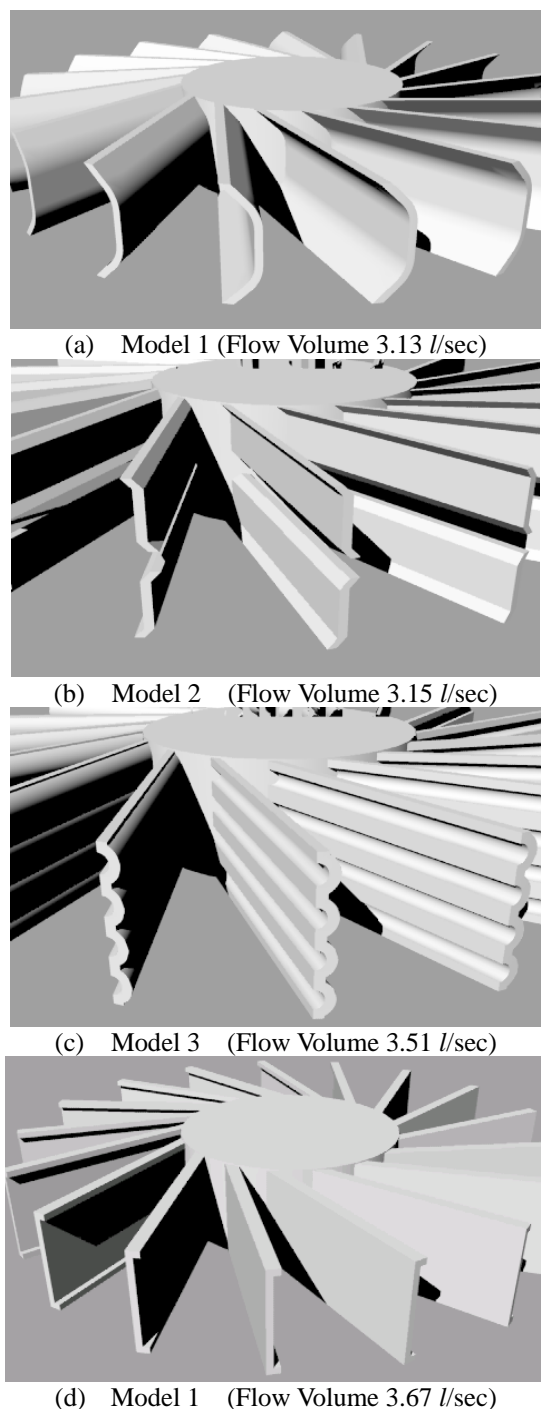 (a) Model 1 (Flow Volume 3.13 l/sec)
(b) Model 2 (Flow Volume 3.15 l/sec)
(c) Model 3 (Flow Volume 3.51 l/sec)
(d) Model 1 (Flow Volume 3.67 l/sec)